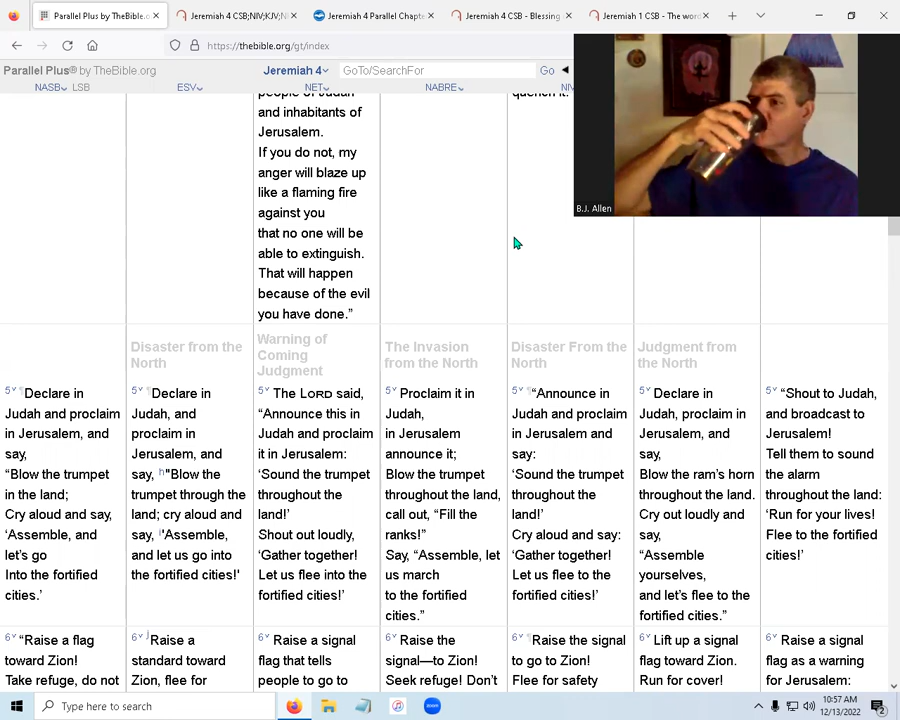 Parallel Plus by TheBible.o
Jeremiah 4 CSB;NIV;KJV;N
Jeremiah 4 Parallel Chapte
Jeremiah 4 CSB - Blessing
Jeremiah 1 CSB - The word
https://thebible.org/gt/index
Parallel Plus® by TheBible.org
Jeremiah 4
GoTo/SearchFor
Go
NASB LSB
ESV
NET
NABRE
NIV
people of Judah
and inhabitants of
Jerusalem.
If you do not, my
anger will blaze up
like a flaming fire
against you
that no one will be
able to extinguish.
That will happen
because of the evil
you have done.”
quench it.
B.J. Allen
5v ¶Declare in
Judah and proclaim
in Jerusalem, and
say,
“Blow the trumpet
in the land;
Cry aloud and say,
‘Assemble, and
let’s go
Into the fortified
cities.’
6v “Raise a flag
toward Zion!
Take refuge, do not
Disaster from the
North
5v ¶Declare in
Judah, and
proclaim in
Jerusalem, and
say, h"Blow the
trumpet through the
land; cry aloud and
say, i'Assemble,
and let us go into
the fortified cities!'
6v jRaise a
standard toward
Zion, flee for
Warning of
Coming
Judgment
5v The LORD said,
“Announce this in
Judah and proclaim
it in Jerusalem:
‘Sound the trumpet
throughout the
land!’
Shout out loudly,
‘Gather together!
Let us flee into the
fortified cities!’
6v Raise a signal
flag that tells
people to go to
The Invasion
from the North
5v Proclaim it in
Judah,
in Jerusalem
announce it;
Blow the trumpet
throughout the land,
call out, “Fill the
ranks!”
Say, “Assemble, let
us march
to the fortified
cities.”
6v Raise the
signal—to Zion!
Seek refuge! Don’t
Disaster From the
North
5v ¶“Announce in
Judah and proclaim
in Jerusalem and
say:
‘Sound the trumpet
throughout the
land!’
Cry aloud and say:
‘Gather together!
Let us flee to the
fortified cities!’
6v ¶Raise the signal
to go to Zion!
Flee for safety
Judgment from
the North
5v Declare in
Judah, proclaim in
Jerusalem, and
say,
Blow the ram’s horn
throughout the land.
Cry out loudly and
say,
“Assemble
yourselves,
and let’s flee to the
fortified cities.”
6v Lift up a signal
flag toward Zion.
Run for cover!
5v “Shout to Judah,
and broadcast to
Jerusalem!
Tell them to sound
the alarm
throughout the land:
‘Run for your lives!
Flee to the fortified
cities!’
6v Raise a signal
flag as a warning
for Jerusalem:
Type here to search
zoom
10:57 AM
12/13/2022
2